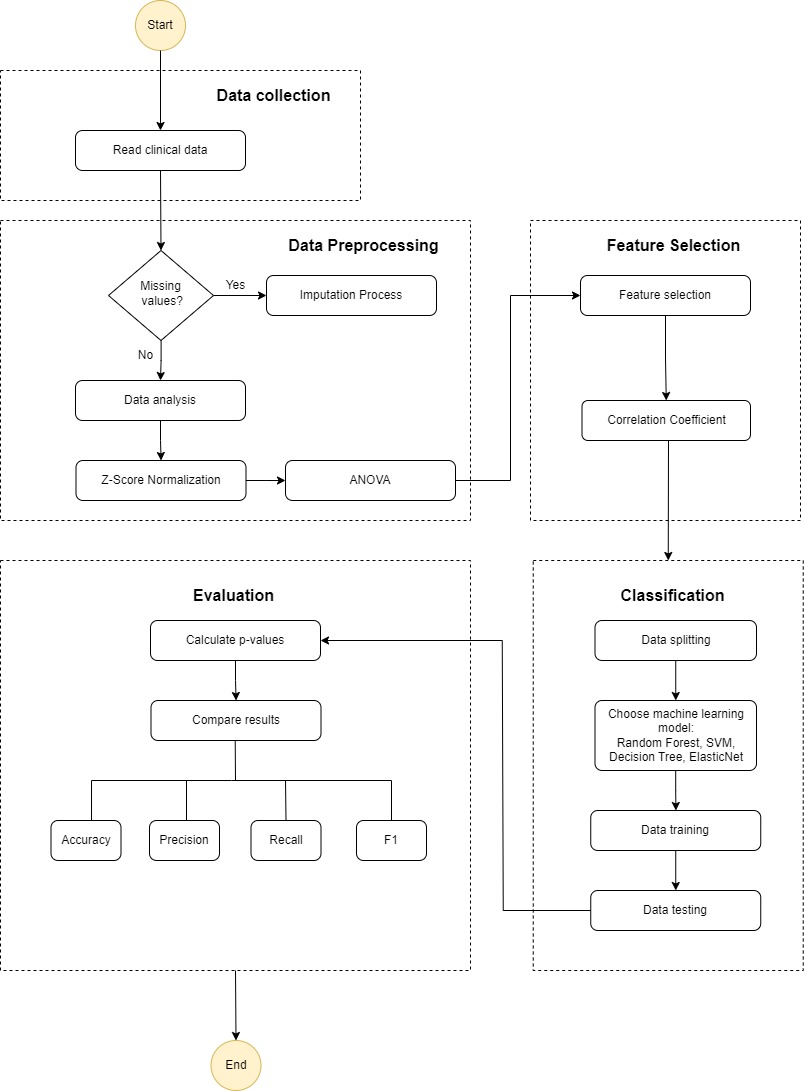 Start
Data collection
Read clinical data
Data Preprocessing
Missing
values?
Yes
Imputation Process
No
Data analysis
Z-Score Normalization
ANOVA
Feature Selection
Feature selection
Correlation Coefficient
Classification
Data splitting
Choose machine learning
model:
Random Forest, SVM,
Decision Tree, ElasticNet
Data training
Data testing
Evaluation
Calculate p-values
Compare results
Accuracy
Precision
Recall
F1
End